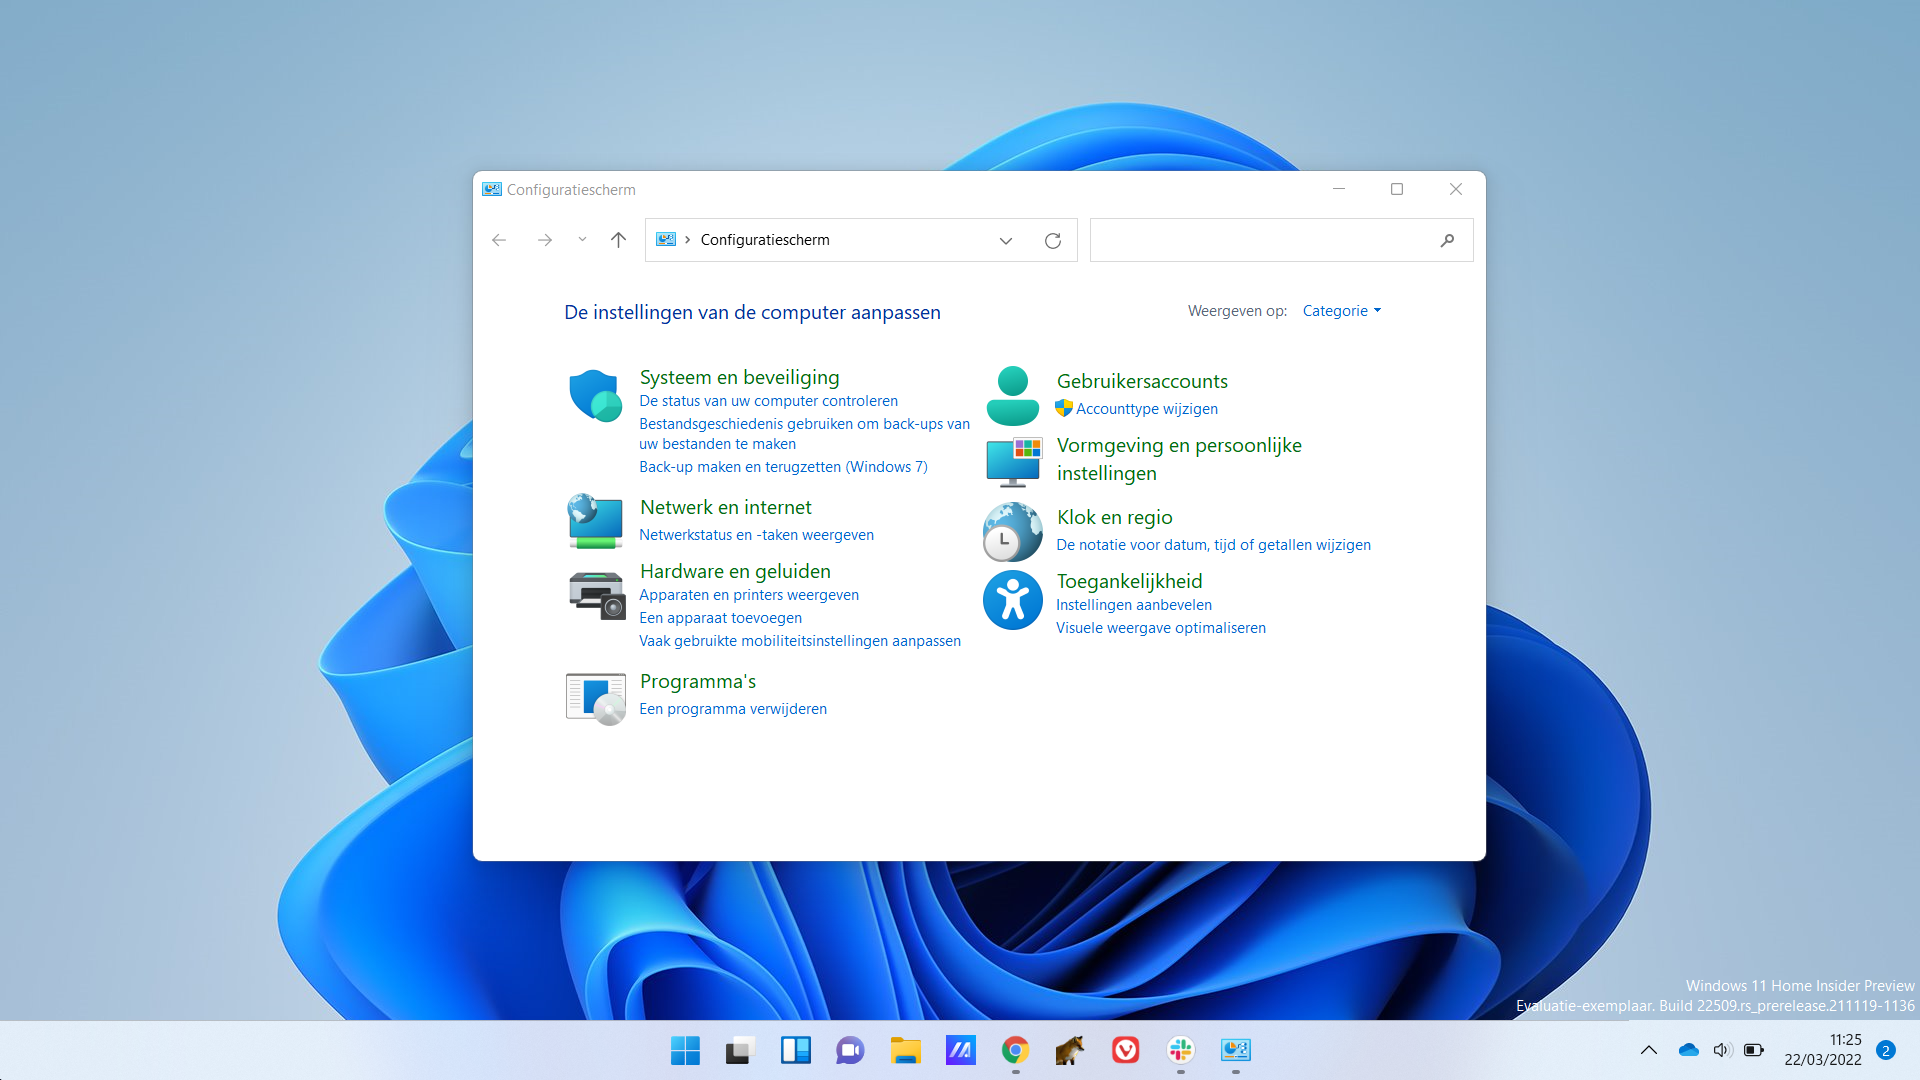 Configuratiescherm
Configuratiescherm
De instellingen van de computer aanpassen
Weergeven op: Categorie
Systeem en beveiliging
De status van uw computer controleren
Bestandsgeschiedenis gebruiken om back-ups van
uw bestanden te maken
Back-up maken en terugzetten (Windows 7)
Netwerk en internet
Netwerkstatus en -taken weergeven
Hardware en geluiden
Apparaten en printers weergeven
Een apparaat toevoegen
Vaak gebruikte mobiliteitsinstellingen aanpassen
Programma's
Een programma verwijderen
Gebruikersaccounts
Accounttype wijzigen
Vormgeving en persoonlijke
instellingen
Klok en regio
De notatie voor datum, tijd of getallen wijzigen
Toegankelijkheid
Instellingen aanbevelen
Visuele weergave optimaliseren
Windows 11 Home Insider Preview
Evaluatie-exemplaar. Build 22509.rs_prerelease.211119-1136
11:25
22/03/2022
2